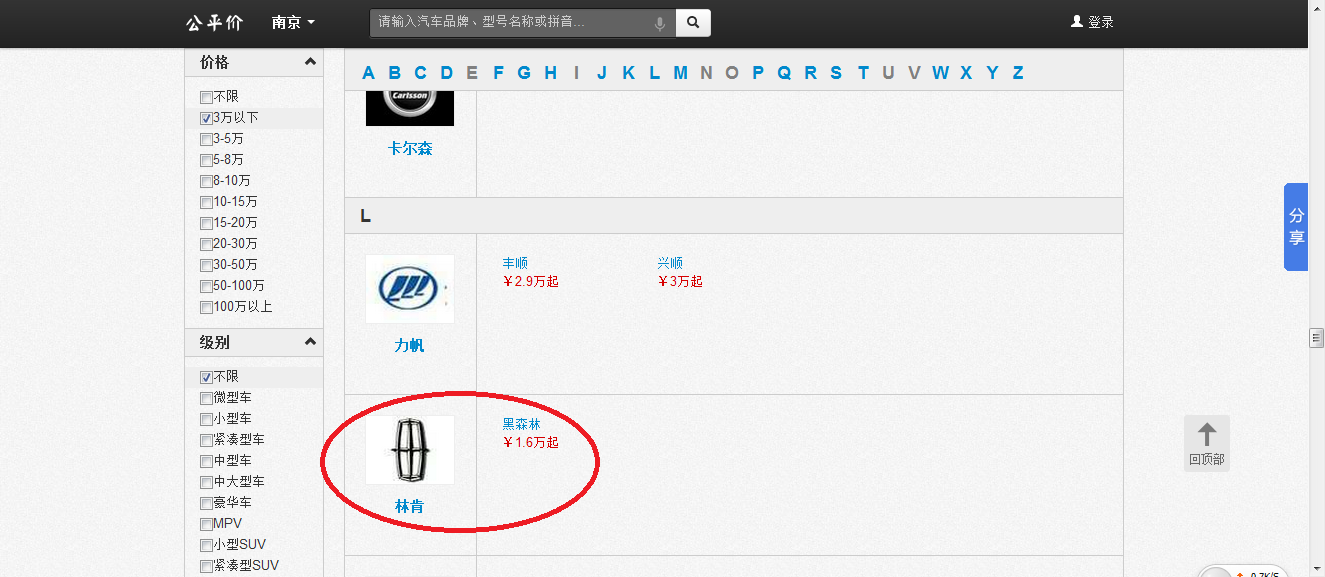 公平价 南京 请输入汽车品牌、型号名称或拼音... 登录
价格
不限
3万以下
3-5万
5-8万
8-10万
10-15万
15-20万
20-30万
30-50万
50-100万
100万以上
级别
不限
微型车
小型车
紧凑型车
中型车
中大型车
豪华车
MPV
小型SUV
紧凑型SUV
A B C D E F G H I J K L M N O P Q R S T U V W X Y Z
Carlsson
卡尔森
L
丰顺 兴顺
￥2.9万起 ￥3万起
力帆
黑森林
￥1.6万起
林肯
分享
回顶部
0.7K/S